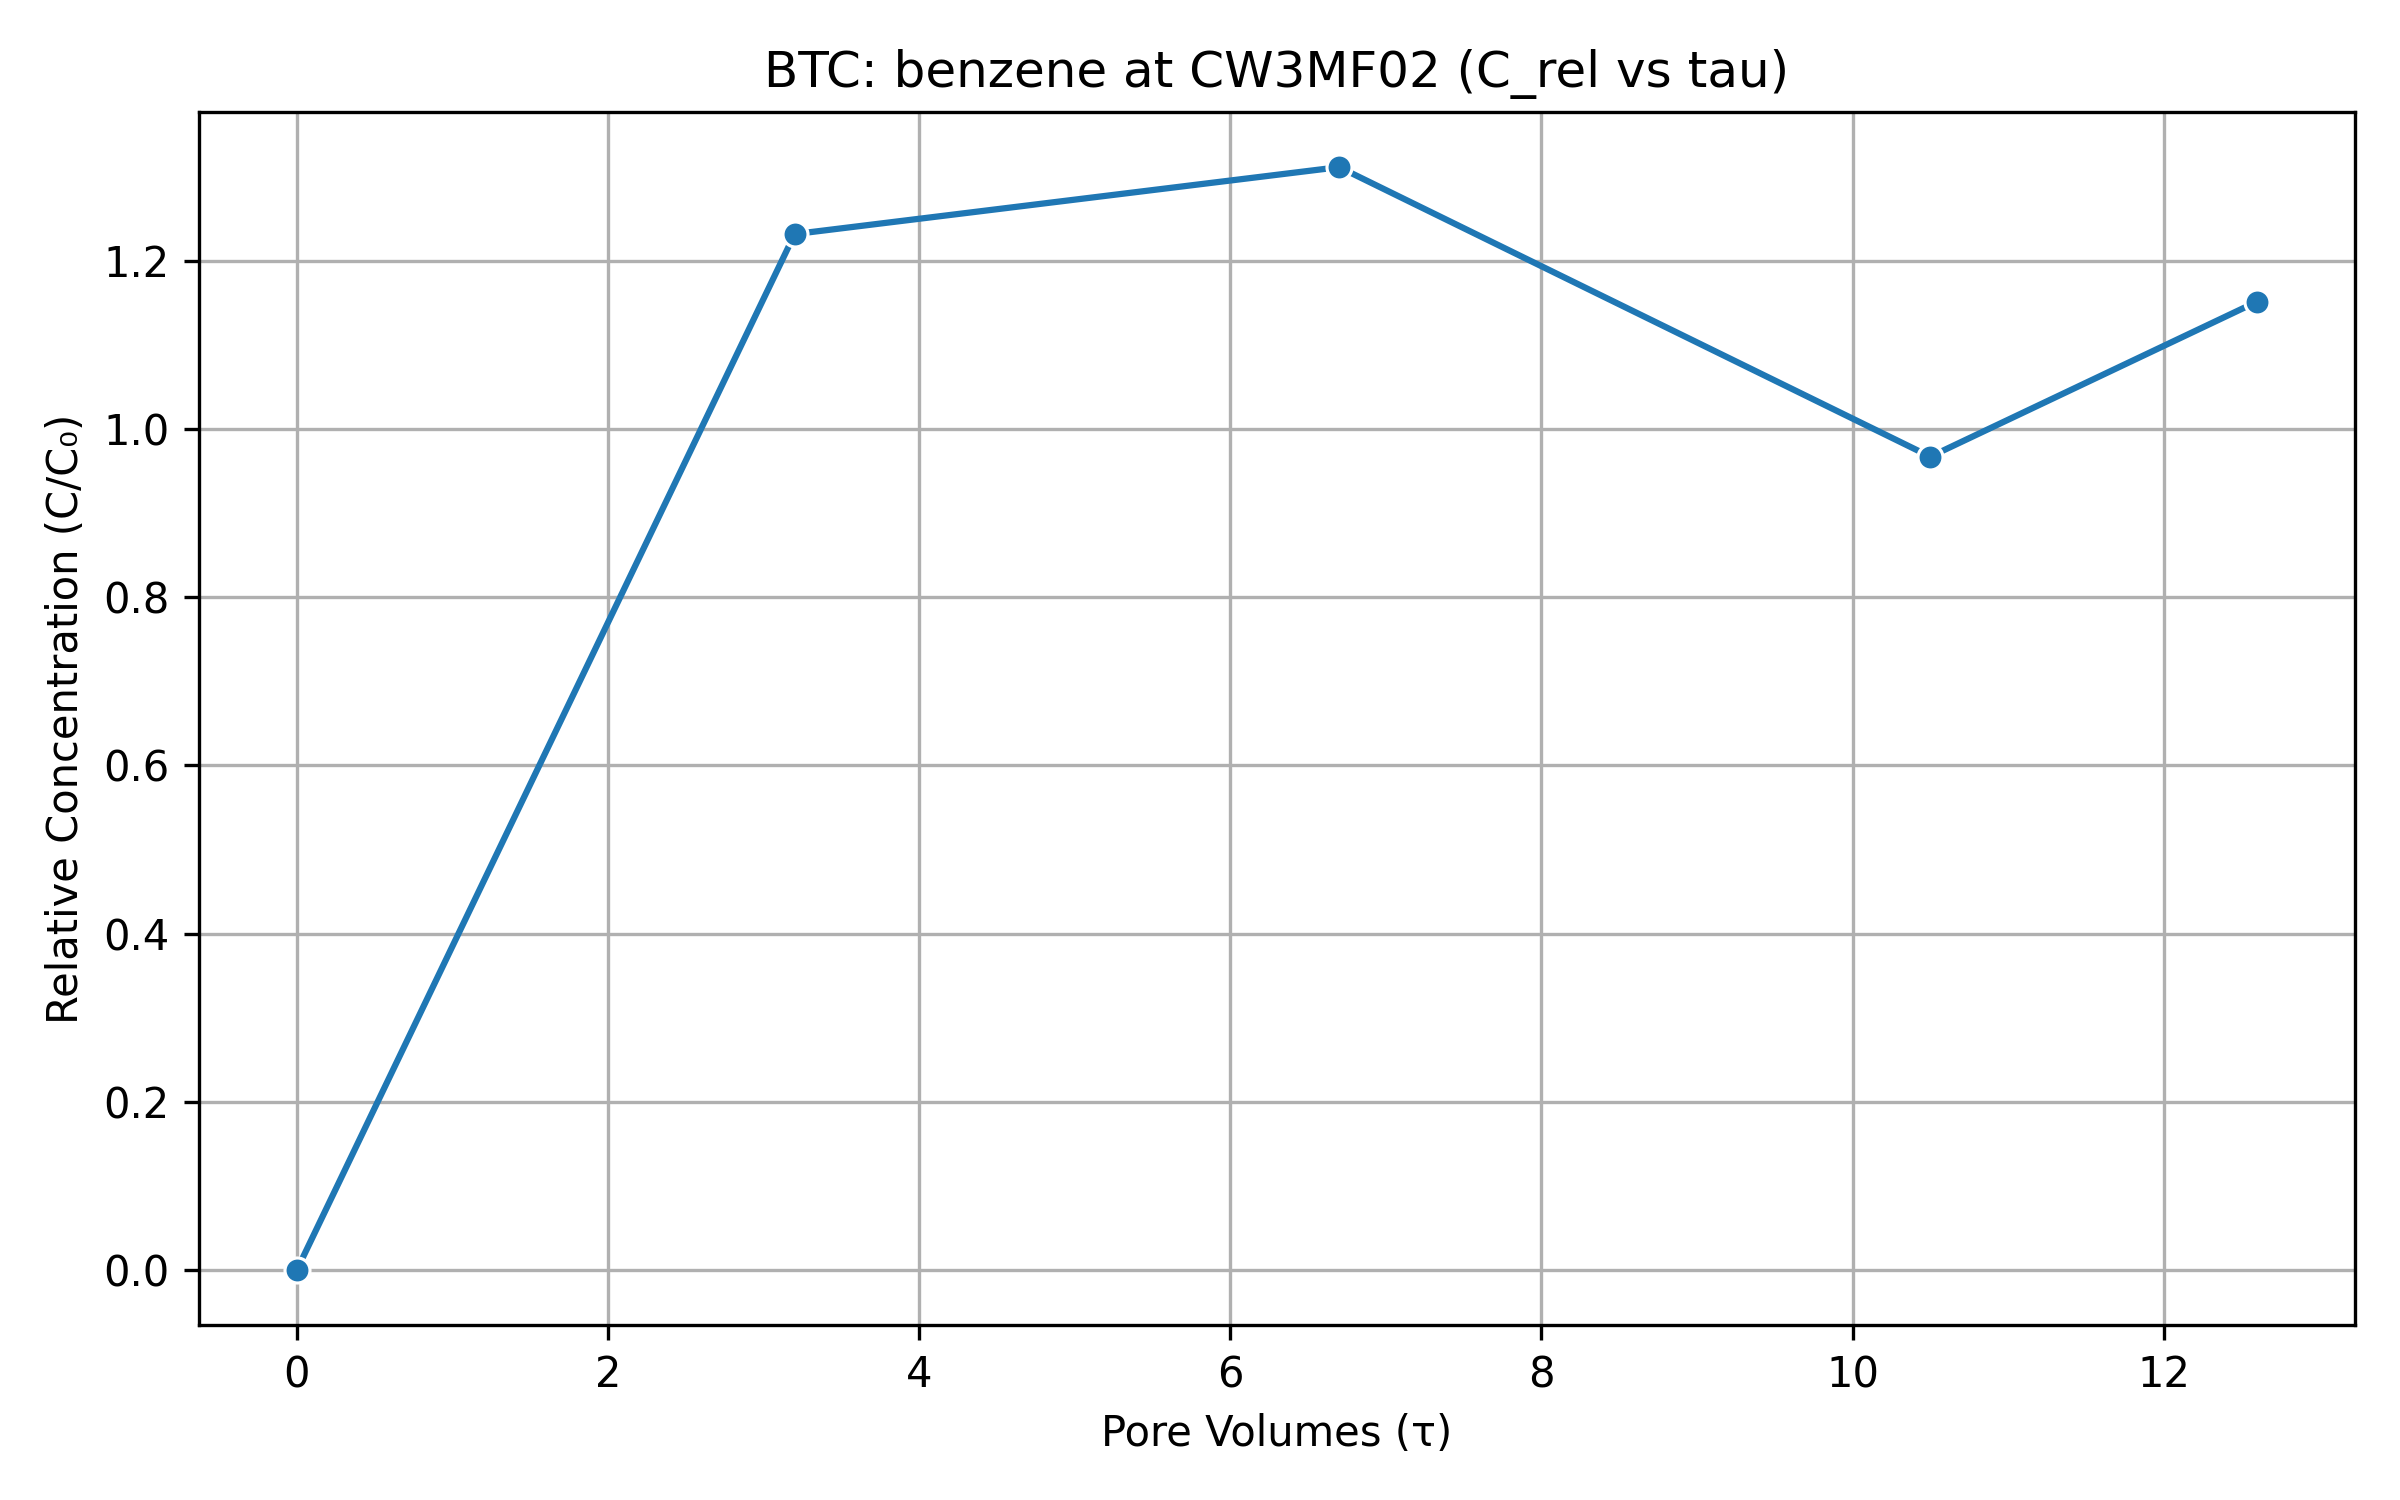 BTC: benzene at CW3MF02 (C_rel vs tau)
Relative Concentration (C/C₀)
1.2
1.0
0.8
0.6
0.4
0.2
0.0
0 2 4 6 8 10 12
Pore Volumes (τ)